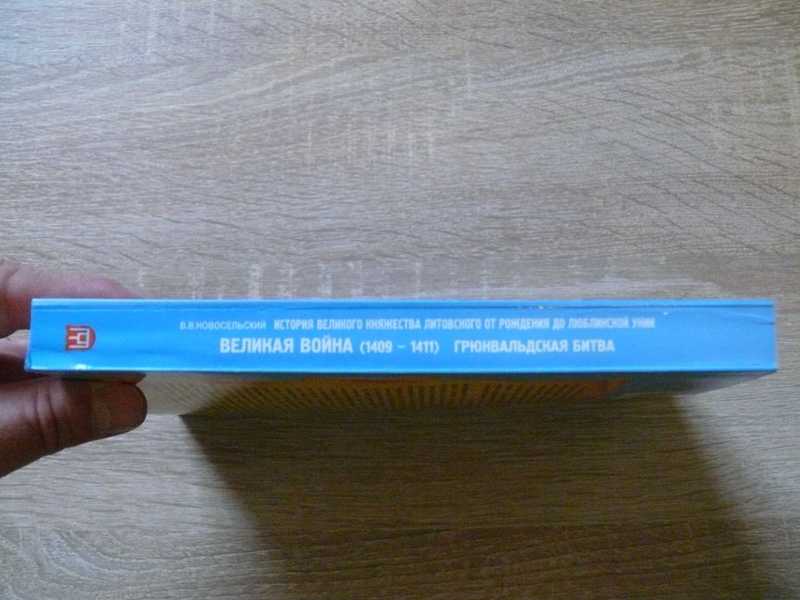 В.В.НОВОСЕЛЬСКИЙ ИСТОРИЯ ВЕЛИКОГО КНЯЖЕСТВА ЛИТОВСКОГО ОТ РОЖДЕНИЯ ДО ЛЮБЛИНСКОЙ УНИИ
ВЕЛИКАЯ ВОЙНА (1409 – 1411) ГРЮНВАЛЬДСКАЯ БИТВА